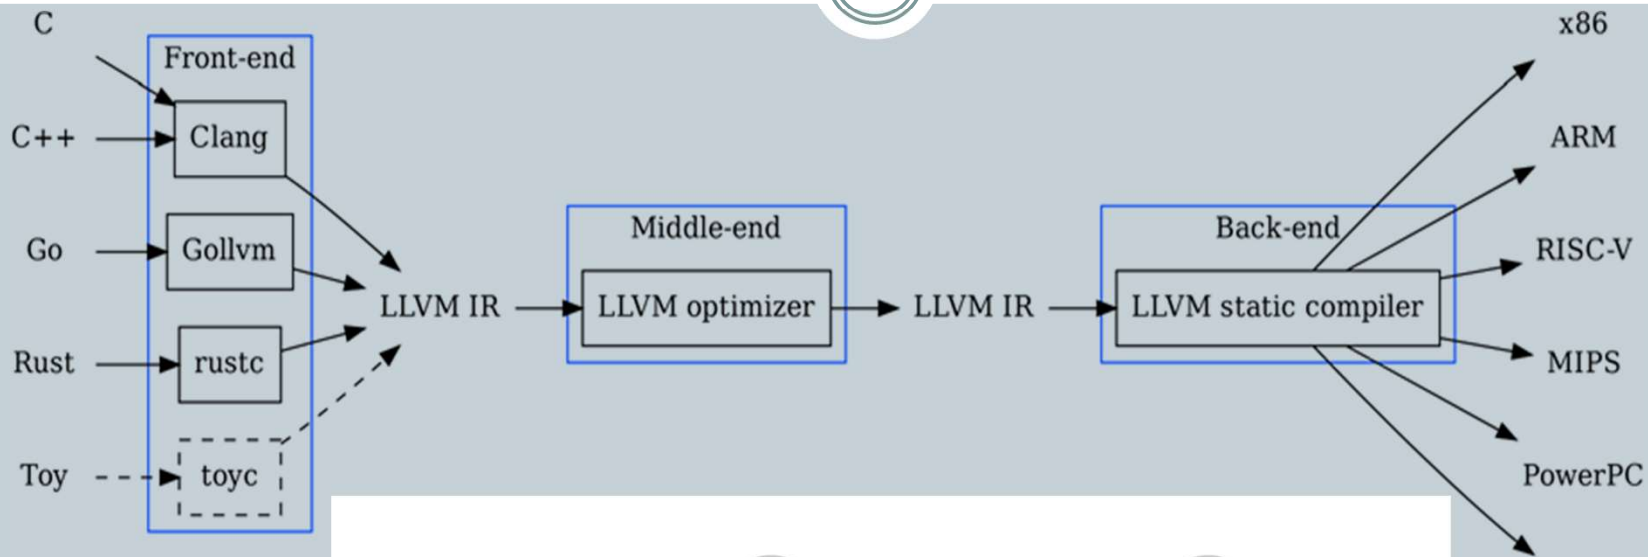 C
C++
Go
Rust
Toy
Front-end
Clang
Gollvm
rustc
toyc
LLVM IR
Middle-end
LLVM optimizer
LLVM IR
Back-end
LLVM static compiler
x86
ARM
RISC-V
MIPS
PowerPC